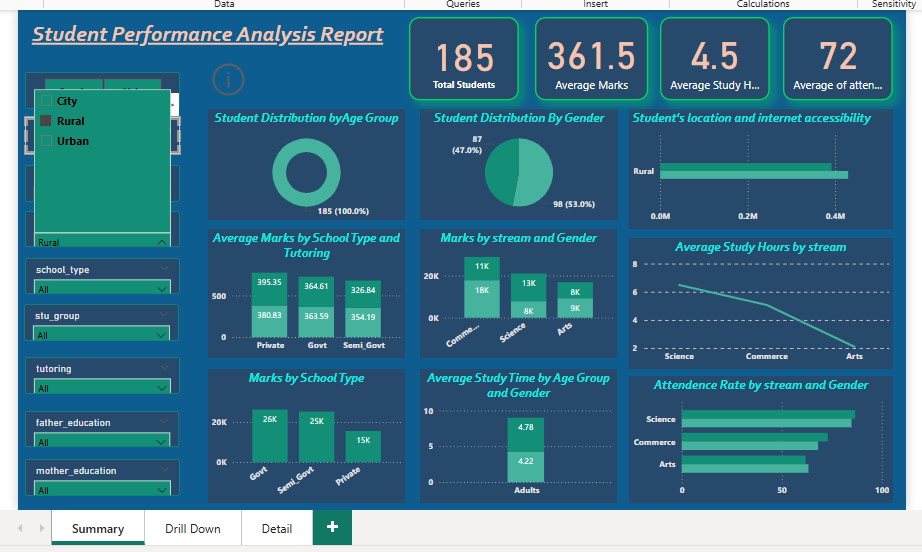 Data
Queries
Insert
Calculations
Sensitivity
Student Performance Analysis Report
185
Total Students
361.5
Average Marks
4.5
Average Study H...
72
Average of atten...
City
Rural
Urban
Rural
school_type
All
stu_group
All
tutoring
All
father_education
All
mother_education
All
Student Distribution byAge Group
185 (100.0%)
Student Distribution By Gender
87
(47.0%)
98 (53.0%)
Student's location and internet accessibility
Rural
0.0M
0.2M
0.4M
Average Marks by School Type and
Tutoring
500
0
395.35
364.61
326.84
380.83
363.59
354.19
Private
Govt
Semi_Govt
Marks by stream and Gender
20K
0K
11K
18K
13K
8K
8K
9K
Comme...
Science
Arts
Average Study Hours by stream
8
6
4
2
Science
Commerce
Arts
Marks by School Type
20K
0K
26K
25K
15K
Govt
Semi_Govt
Private
Average Study Time by Age Group
and Gender
10
5
0
4.78
4.22
Adults
Attendence Rate by stream and Gender
Science
Commerce
Arts
0
50
100
Summary
Drill Down
Detail
+